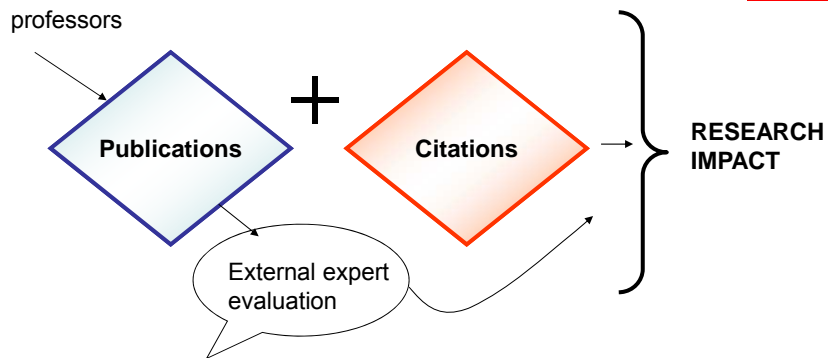 professors
+
Publications
Citations
RESEARCH
IMPACT
External expert
evaluation